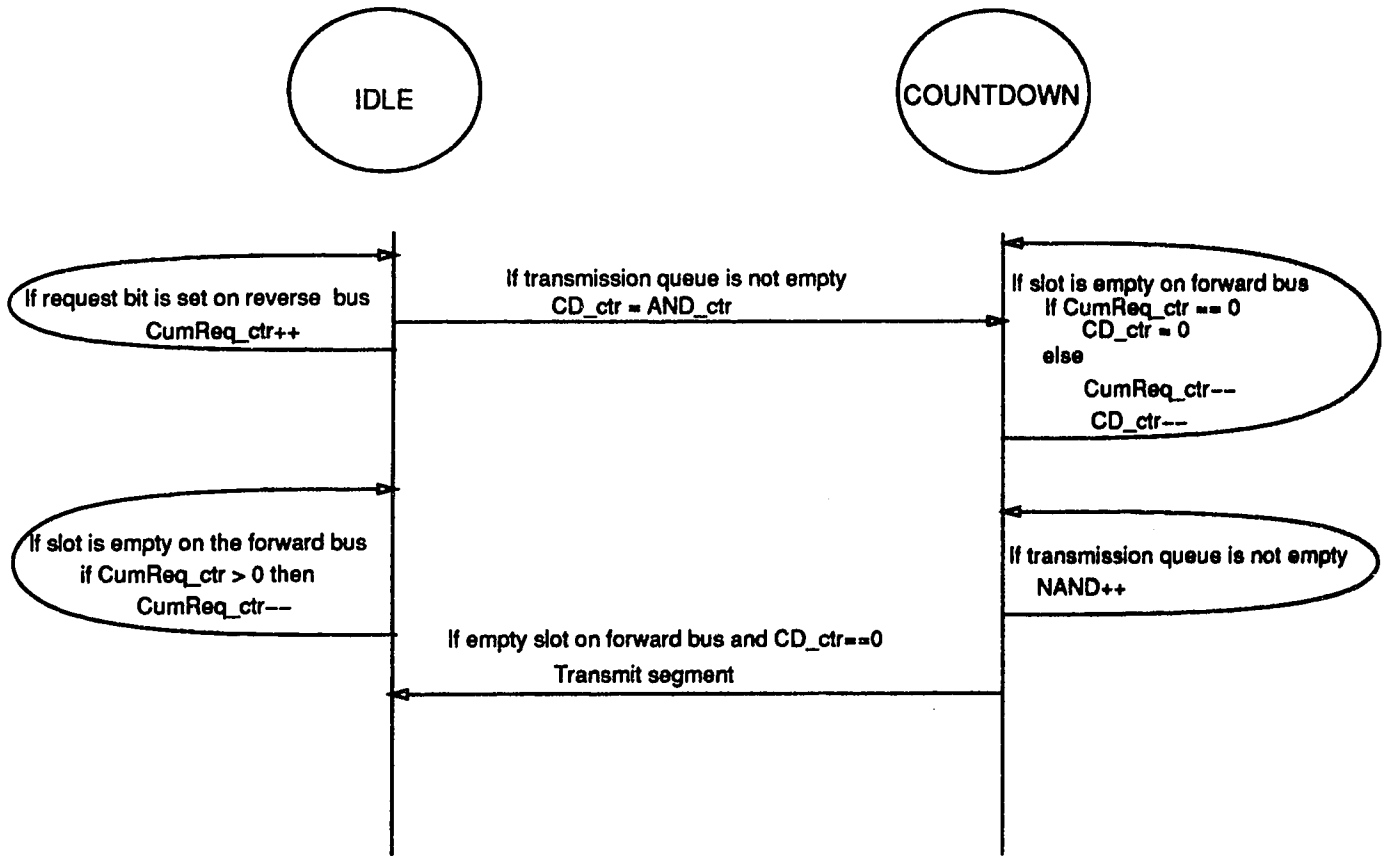 IDLE
COUNTDOWN
If request bit is set on reverse bus
CumReq_ctr++
If transmission queue is not empty
CD_ctr = AND_ctr
If slot is empty on forward bus
If CumReq_ctr == 0
CD_ctr = 0
else
CumReq_ctr--
CD_ctr--
If slot is empty on the forward bus
if CumReq_ctr > 0 then
CumReq_ctr--
If transmission queue is not empty
NAND++
If empty slot on forward bus and CD_ctr==0
Transmit segment